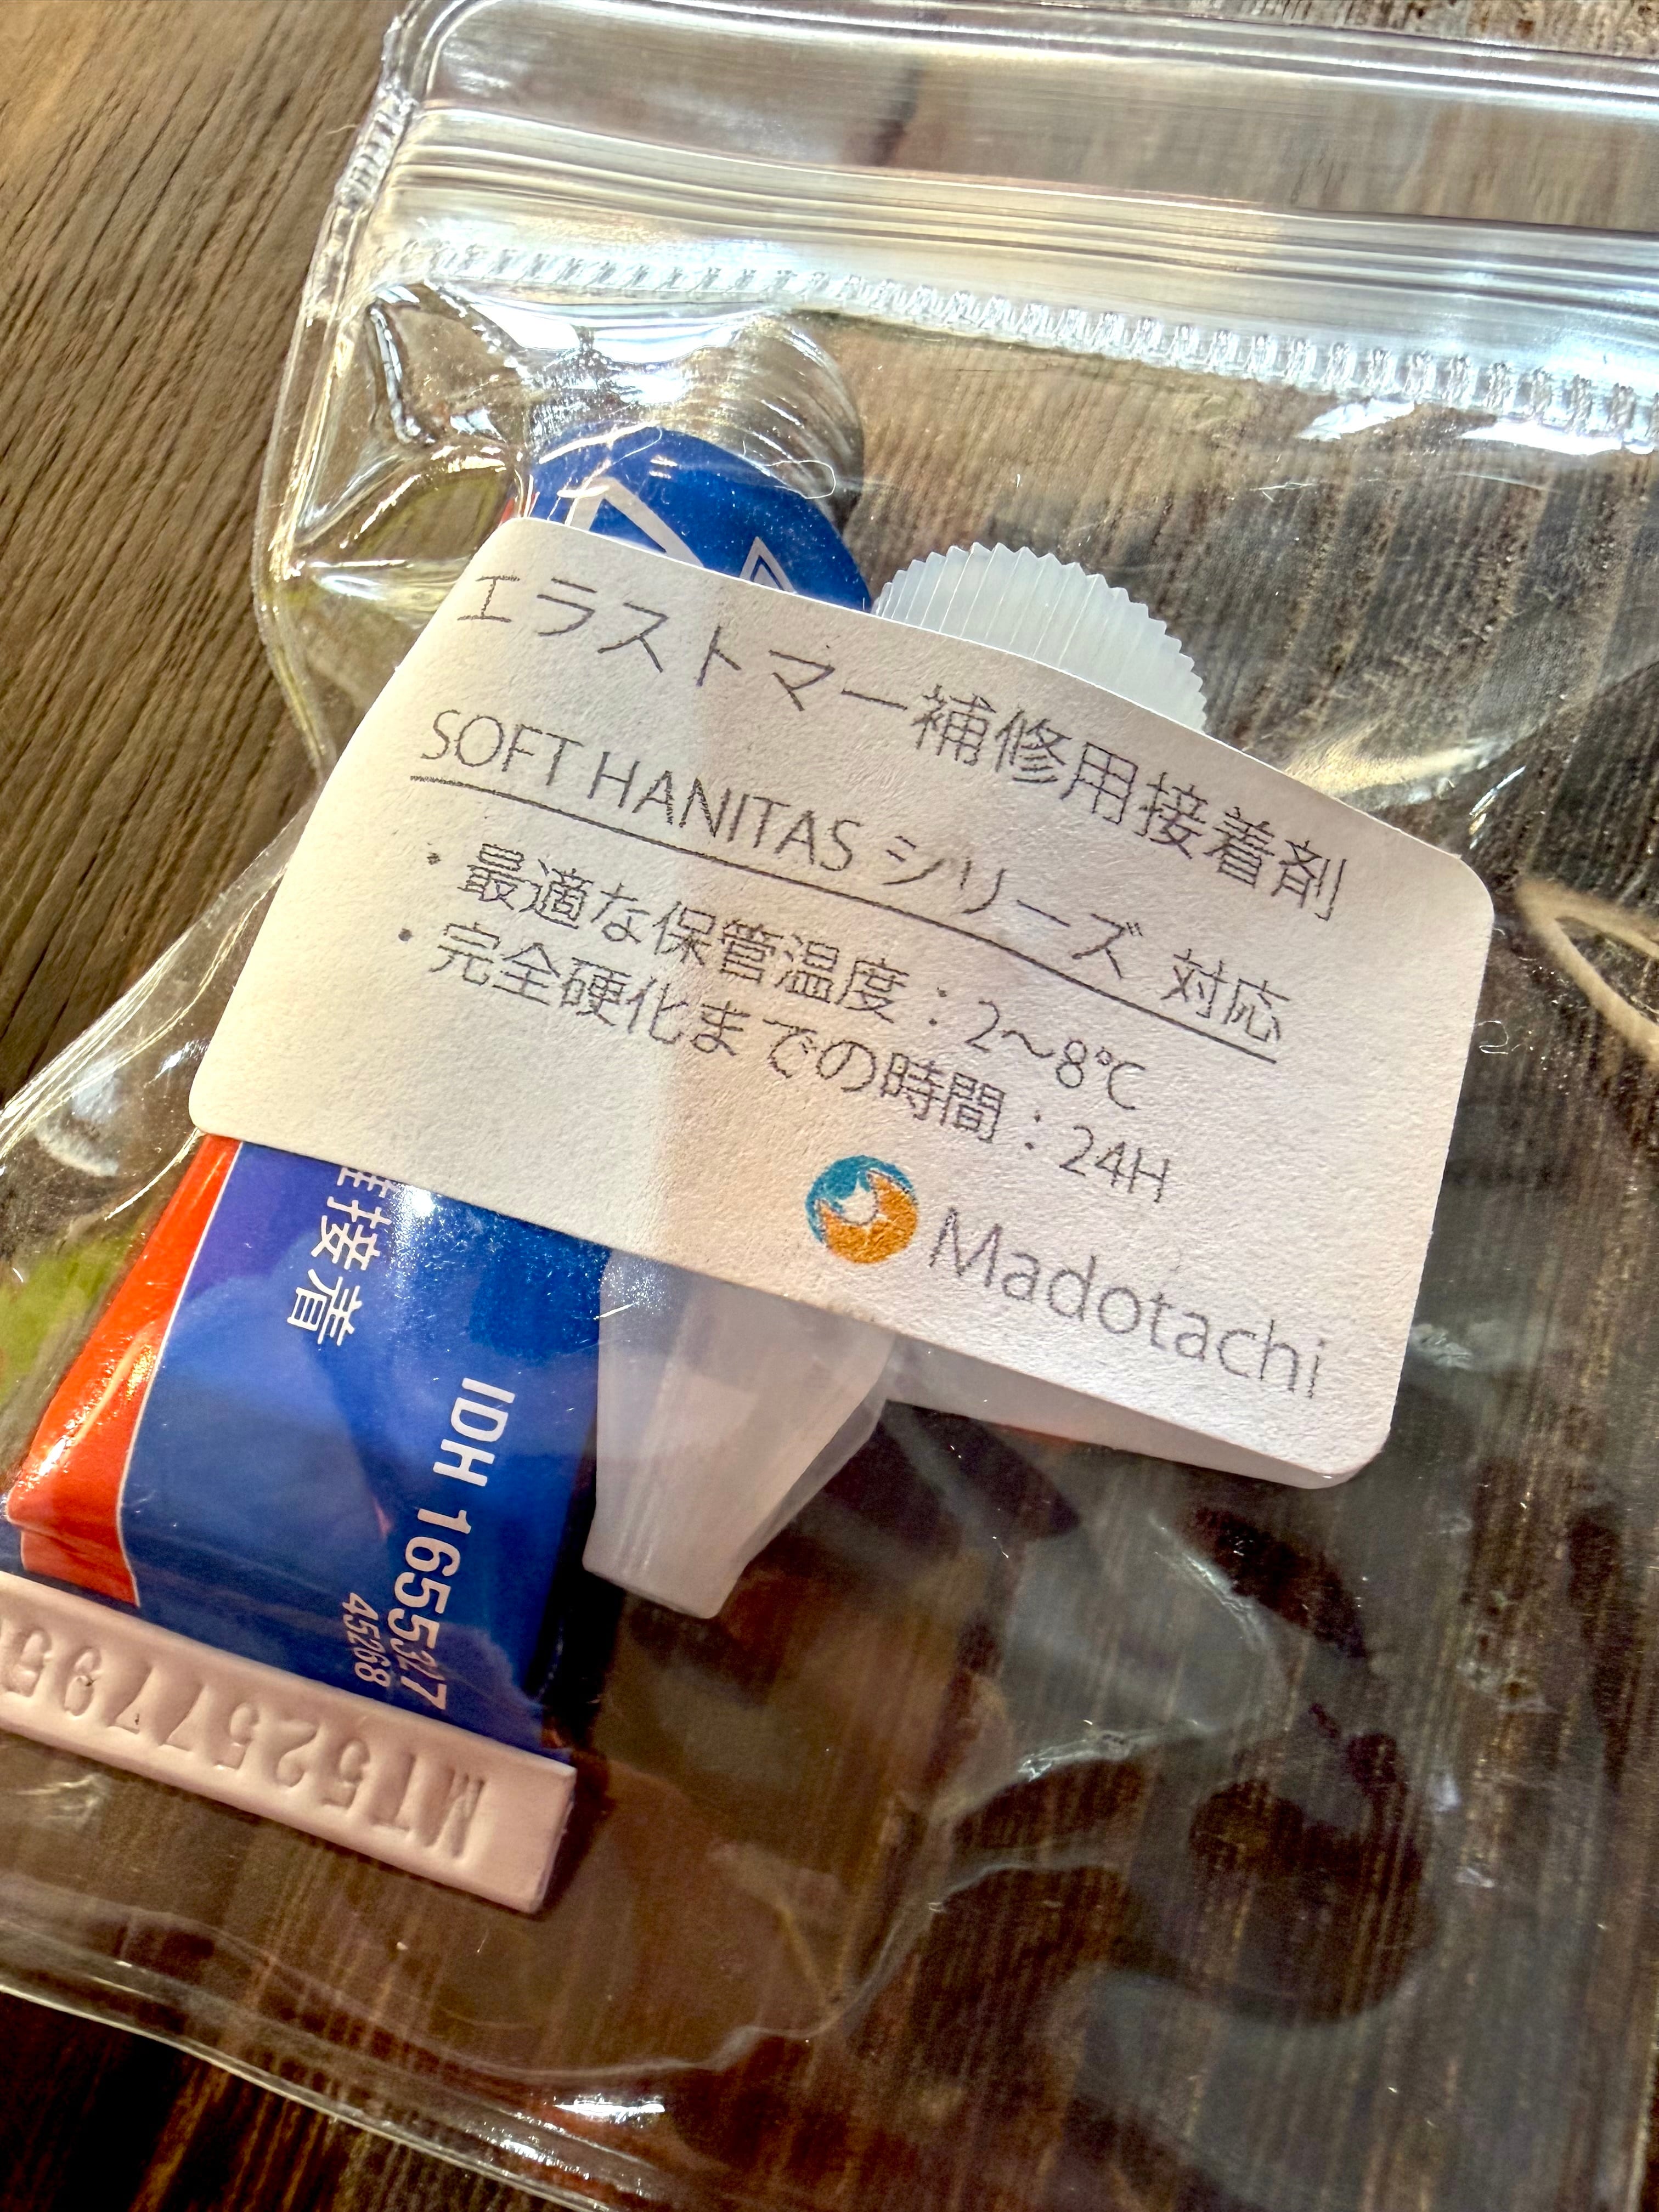 エラストマー補修用接着剤
SOFT HANITAS シリーズ 対応
・最適な保管温度：2～8℃
・完全硬化までの時間：24H
Madotachi
接着
IDH 1655327
45268
MT5257795